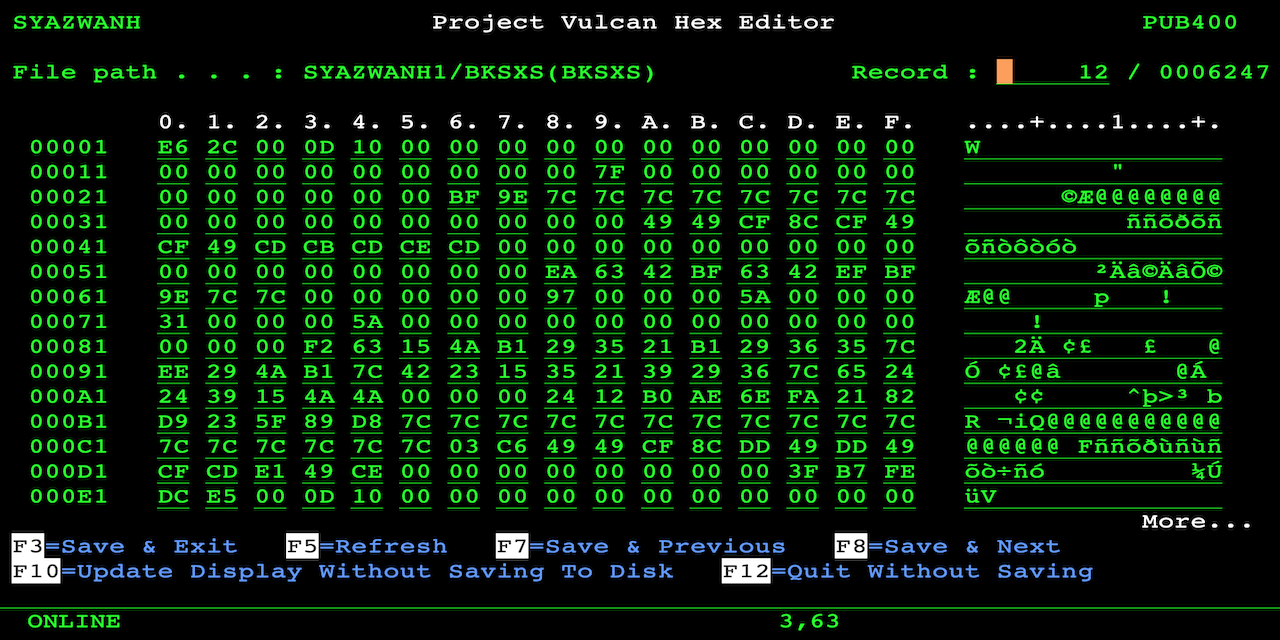 SYAZWANH Project Vulcan Hex Editor PUB400
File path . . . : SYAZWANH1/BKSXS(BKSXS) Record : 12 / 0006247
0. 1. 2. 3. 4. 5. 6. 7. 8. 9. A. B. C. D. E. F. ....+....1....+.
00001 E6 2C 00 0D 10 00 00 00 00 00 00 00 00 00 00 00 W
00011 00 00 00 00 00 00 00 00 00 7F 00 00 00 00 00 00 "
00021 00 00 00 00 00 00 BF 9E 7C 7C 7C 7C 7C 7C 7C 7C ©Æ@@@@@@@@
00031 00 00 00 00 00 00 00 00 00 00 49 49 CF 8C CF 49 ññõðõñ
00041 CF 49 CD CB CD CE CD 00 00 00 00 00 00 00 00 00 õñòôòóò
00051 00 00 00 00 00 00 00 00 EA 63 42 BF 63 42 EF BF ²Äâ©ÄâÕ©
00061 9E 7C 7C 00 00 00 00 00 97 00 00 00 5A 00 00 00 Æ@@ p !
00071 31 00 00 00 5A 00 00 00 00 00 00 00 00 00 00 00 !
00081 00 00 00 F2 63 15 4A B1 29 35 21 B1 29 36 35 7C 2Ä ¢£ £ @
00091 EE 29 4A B1 7C 42 23 15 35 21 39 29 36 7C 65 24 Ó ¢£@â @Á
000A1 24 39 15 4A 4A 00 00 00 24 12 B0 AE 6E FA 21 82 ¢¢ ^þ>³ b
000B1 D9 23 5F 89 D8 7C 7C 7C 7C 7C 7C 7C 7C 7C 7C 7C R ¬iQ@@@@@@@@@@@
000C1 7C 7C 7C 7C 7C 7C 03 C6 49 49 CF 8C DD 49 DD 49 @@@@@@ Fññõðùñùñ
000D1 CF CD E1 49 CE 00 00 00 00 00 00 00 00 3F B7 FE õò÷ñó ¼Ú
000E1 DC E5 00 0D 10 00 00 00 00 00 00 00 00 00 00 00 üV
More...
F3=Save & Exit F5=Refresh F7=Save & Previous F8=Save & Next
F10=Update Display Without Saving To Disk F12=Quit Without Saving
ONLINE 3,63